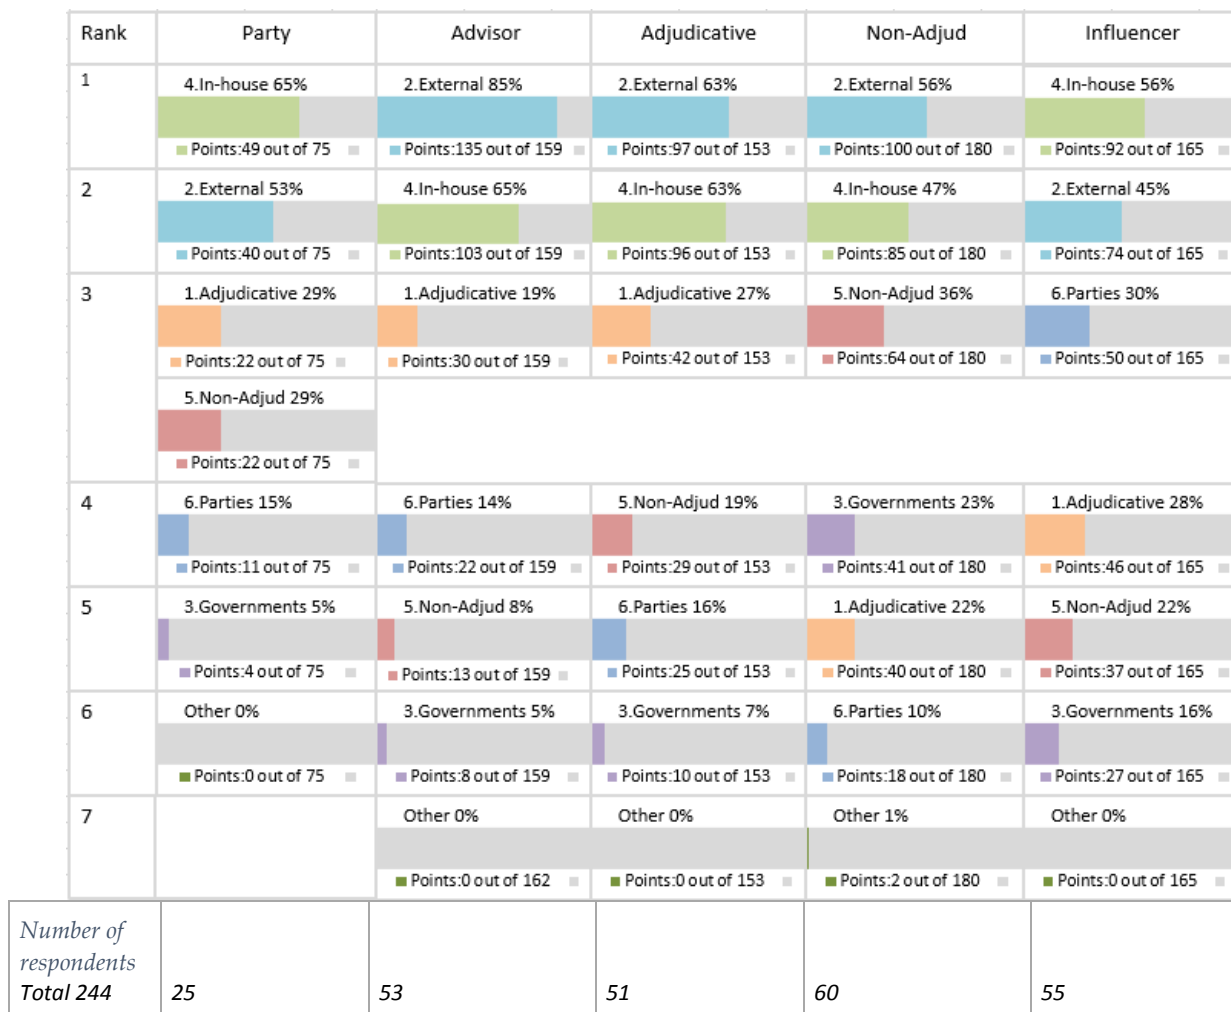 Rank Party Advisor Adjudicative Non-Adjud Influencer
1 4.In-house 65% 2.External 85% 2.External 63% 2.External 56% 4.In-house 56%
Points:49 out of 75 Points:135 out of 159 Points:97 out of 153 Points:100 out of 180 Points:92 out of 165
2 2.External 53% 4.In-house 65% 4.In-house 63% 4.In-house 47% 2.External 45%
Points:40 out of 75 Points:103 out of 159 Points:96 out of 153 Points:85 out of 180 Points:74 out of 165
3 1.Adjudicative 29% 1.Adjudicative 19% 1.Adjudicative 27% 5.Non-Adjud 36% 6.Parties 30%
Points:22 out of 75 Points:30 out of 159 Points:42 out of 153 Points:64 out of 180 Points:50 out of 165
5.Non-Adjud 29%
Points:22 out of 75
4 6.Parties 15% 6.Parties 14% 5.Non-Adjud 19% 3.Governments 23% 1.Adjudicative 28%
Points:11 out of 75 Points:22 out of 159 Points:29 out of 153 Points:41 out of 180 Points:46 out of 165
5 3.Governments 5% 5.Non-Adjud 8% 6.Parties 16% 1.Adjudicative 22% 5.Non-Adjud 22%
Points:4 out of 75 Points:13 out of 159 Points:25 out of 153 Points:40 out of 180 Points:37 out of 165
6 Other 0% 3.Governments 5% 3.Governments 7% 6.Parties 10% 3.Governments 16%
Points:0 out of 75 Points:8 out of 159 Points:10 out of 153 Points:18 out of 180 Points:27 out of 165
7 Other 0% Other 0% Other 1% Other 0%
Points:0 out of 162 Points:0 out of 153 Points:2 out of 180 Points:0 out of 165
Number of
respondents
Total 244 25 53 51 60 55